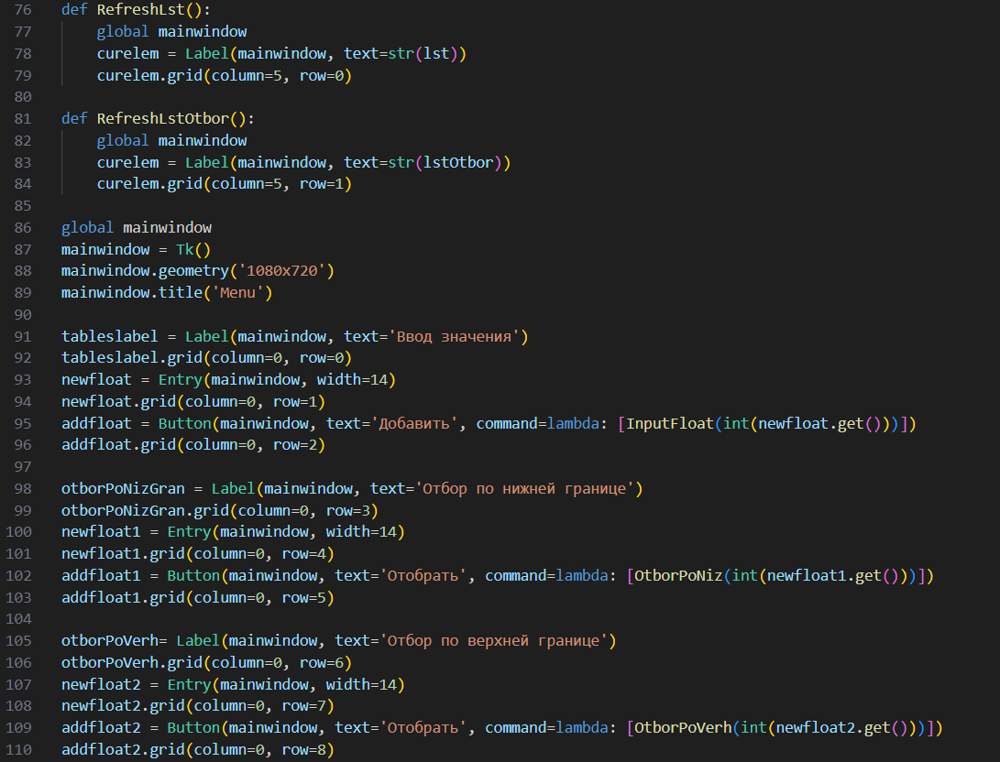 76 def RefreshLst():
77     global mainwindow
78     curelem = Label(mainwindow, text=str(lst))
79     curelem.grid(column=5, row=0)
80
81 def RefreshLstOtbor():
82     global mainwindow
83     curelem = Label(mainwindow, text=str(lstOtbor))
84     curelem.grid(column=5, row=1)
85
86 global mainwindow
87 mainwindow = Tk()
88 mainwindow.geometry('1080x720')
89 mainwindow.title('Menu')
90
91 tableslabel = Label(mainwindow, text='Ввод значения')
92 tableslabel.grid(column=0, row=0)
93 newfloat = Entry(mainwindow, width=14)
94 newfloat.grid(column=0, row=1)
95 addfloat = Button(mainwindow, text='Добавить', command=lambda: [InputFloat(int(newfloat.get()))])
96 addfloat.grid(column=0, row=2)
97
98 otborPoNizGran = Label(mainwindow, text='Отбор по нижней границе')
99 otborPoNizGran.grid(column=0, row=3)
100 newfloat1 = Entry(mainwindow, width=14)
101 newfloat1.grid(column=0, row=4)
102 addfloat1 = Button(mainwindow, text='Отобрать', command=lambda: [OtborPoNiz(int(newfloat1.get()))])
103 addfloat1.grid(column=0, row=5)
104
105 otborPoVerh= Label(mainwindow, text='Отбор по верхней границе')
106 otborPoVerh.grid(column=0, row=6)
107 newfloat2 = Entry(mainwindow, width=14)
108 newfloat2.grid(column=0, row=7)
109 addfloat2 = Button(mainwindow, text='Отобрать', command=lambda: [OtborPoVerh(int(newfloat2.get()))])
110 addfloat2.grid(column=0, row=8)